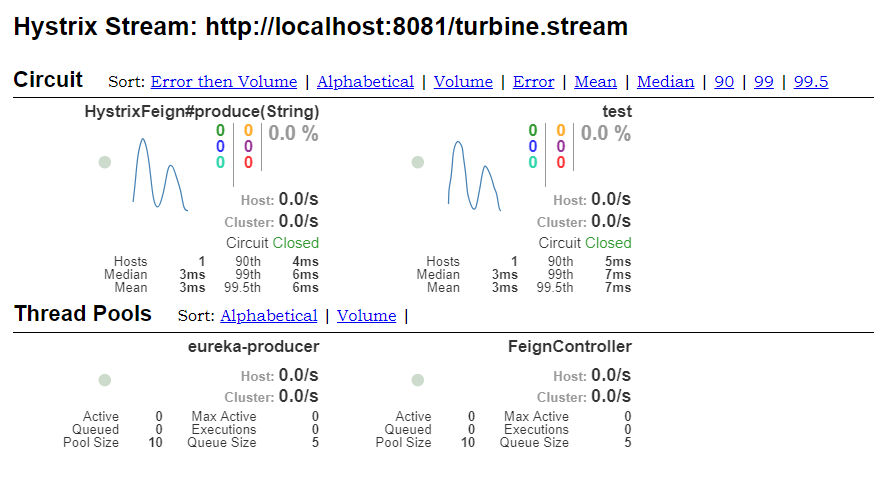 Hystrix Stream: http://localhost:8081/turbine.stream
Circuit Sort: Error then Volume | Alphabetical | Volume | Error | Mean | Median | 90 | 99 | 99.5
HystrixFeign#produce(String)
0 0 0.0 %
0 0
0 0
Host: 0.0/s
Cluster: 0.0/s
Circuit Closed
Hosts 1 90th 4ms
Median 3ms 99th 6ms
Mean 3ms 99.5th 6ms
test
0 0 0.0 %
0 0
0 0
Host: 0.0/s
Cluster: 0.0/s
Circuit Closed
Hosts 1 90th 5ms
Median 3ms 99th 7ms
Mean 3ms 99.5th 7ms
Thread Pools Sort: Alphabetical | Volume |
eureka-producer
Host: 0.0/s
Cluster: 0.0/s
Active 0 Max Active 0
Queued 0 Executions 0
Pool Size 10 Queue Size 5
FeignController
Host: 0.0/s
Cluster: 0.0/s
Active 0 Max Active 0
Queued 0 Executions 0
Pool Size 10 Queue Size 5